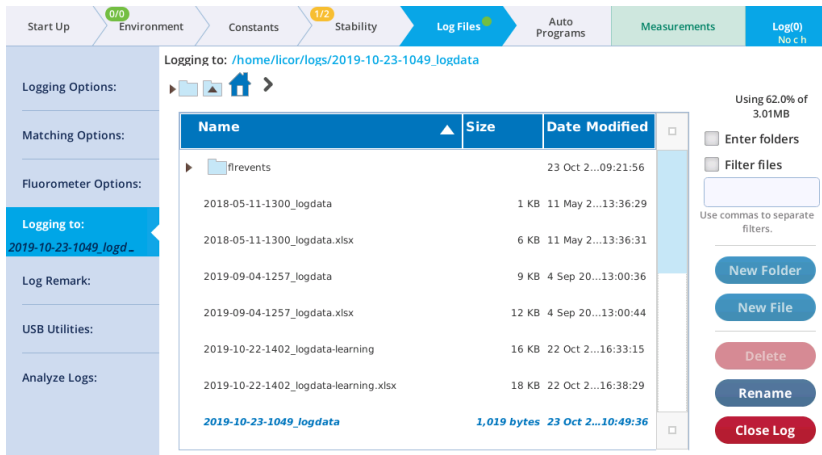 Start Up
0/0
Environment
Constants
1/2
Stability
Log Files
Auto
Programs
Measurements
Log(0)
No c h
Logging Options:
Matching Options:
Fluorometer Options:
Logging to:
2019-10-23-1049_logd _
Log Remark:
USB Utilities:
Analyze Logs:
Logging to: /home/licor/logs/2019-10-23-1049_logdata
Name Size Date Modified
flrevents 23 Oct 2...09:21:56
2018-05-11-1300_logdata 1 KB 11 May 2...13:36:29
2018-05-11-1300_logdata.xlsx 6 KB 11 May 2...13:36:31
2019-09-04-1257_logdata 9 KB 4 Sep 20...13:00:36
2019-09-04-1257_logdata.xlsx 12 KB 4 Sep 20...13:00:44
2019-10-22-1402_logdata-learning 16 KB 22 Oct 2...16:33:15
2019-10-22-1402_logdata-learning.xlsx 18 KB 22 Oct 2...16:38:29
2019-10-23-1049_logdata 1,019 bytes 23 Oct 2...10:49:36
Using 62.0% of
3.01MB
Enter folders
Filter files
Use commas to separate
filters.
New Folder
New File
Delete
Rename
Close Log